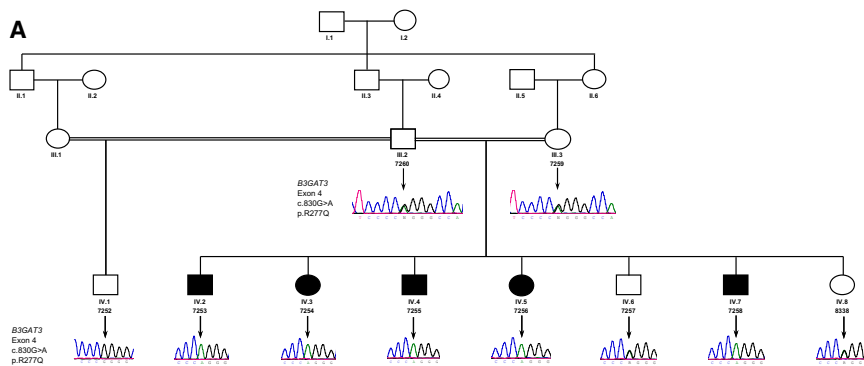 A
I.1 I.2
II.1 II.2 II.3 II.4 II.5 II.6
III.1 III.2 III.3
7260 7259
B3GAT3
Exon 4
c.830G>A
p.R277Q
IV.1 IV.2 IV.3 IV.4 IV.5 IV.6 IV.7 IV.8
7252 7253 7254 7255 7256 7257 7258 8338
B3GAT3
Exon 4
c.830G>A
p.R277Q